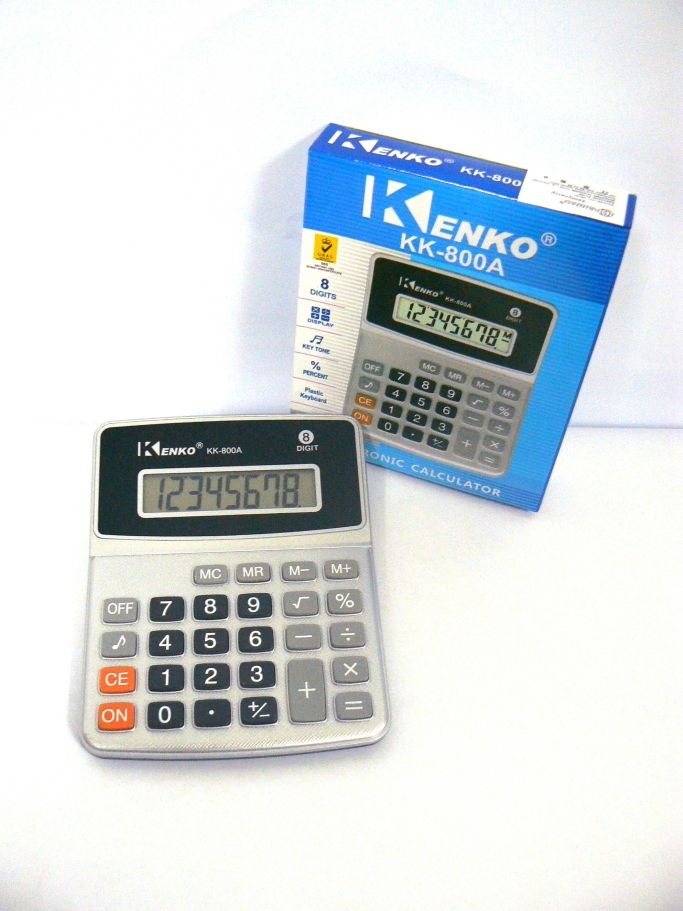 KENKO® KK-800
KENKO®
KK-800A
8
DIGITS
DISPLAY
KEY TONE
%
PERCENT
Plastic
Keyboard
KENKO® KK-800A
8
DIGIT
12345678 M
MC MR M− M+
OFF 7 8 9 √ %
♪ 4 5 6 − ÷
CE 1 2 3 + ×
ON 0 . +/− =
RONIC CALCULATOR
KENKO® KK-800A
8
DIGIT
12345678.
MC MR M− M+
OFF 7 8 9 √ %
♪ 4 5 6 − ÷
CE 1 2 3 + ×
ON 0 . +/− =